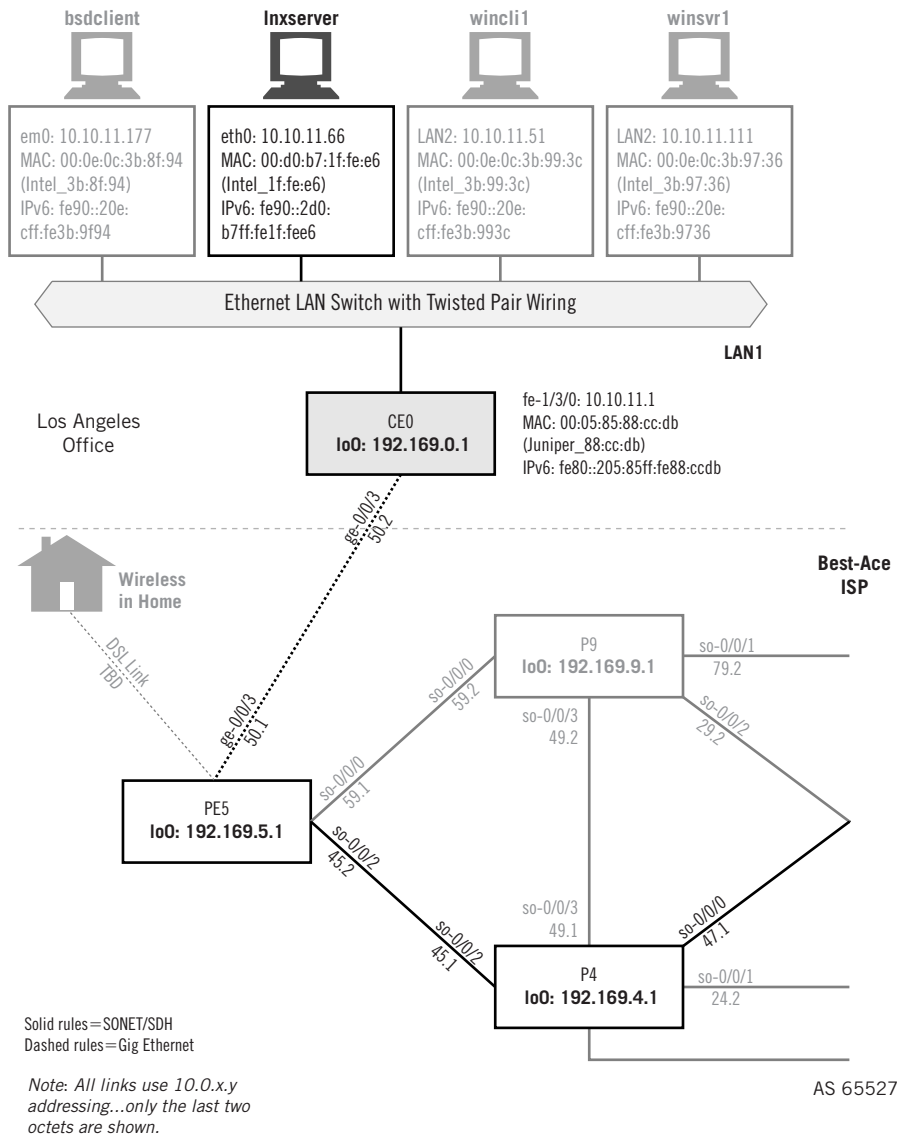 bsdclient
lnxserver
wincli1
winsvr1
em0: 10.10.11.177
MAC: 00:0e:0c:3b:8f:94
(Intel_3b:8f:94)
IPv6: fe90::20e:
cff:fe3b:9f94
eth0: 10.10.11.66
MAC: 00:d0:b7:1f:fe:e6
(Intel_1f:fe:e6)
IPv6: fe90::2d0:
b7ff:fe1f:fee6
LAN2: 10.10.11.51
MAC: 00:0e:0c:3b:99:3c
(Intel_3b:99:3c)
IPv6: fe90::20e:
cff:fe3b:993c
LAN2: 10.10.11.111
MAC: 00:0e:0c:3b:97:36
(Intel_3b:97:36)
IPv6: fe90::20e:
cff:fe3b:9736
Ethernet LAN Switch with Twisted Pair Wiring
LAN1
Los Angeles
Office
CE0
lo0: 192.169.0.1
fe-1/3/0: 10.10.11.1
MAC: 00:05:85:88:cc:db
(Juniper_88:cc:db)
IPv6: fe80::205:85ff:fe88:ccdb
ge-0/0/3
50.2
Wireless
in Home
Best-Ace
ISP
DSL Link
TBD
ge-0/0/3
50.1
P9
lo0: 192.169.9.1
so-0/0/1
79.2
so-0/0/0
59.2
so-0/0/3
49.2
so-0/0/2
29.2
so-0/0/0
59.1
PE5
lo0: 192.169.5.1
so-0/0/2
45.2
so-0/0/3
49.1
so-0/0/0
47.1
so-0/0/2
45.1
P4
lo0: 192.169.4.1
so-0/0/1
24.2
Solid rules=SONET/SDH
Dashed rules=Gig Ethernet
Note: All links use 10.0.x.y
addressing...only the last two
octets are shown.
AS 65527